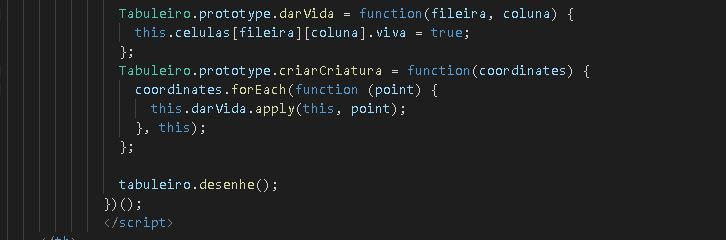 Tabuleiro.prototype.darVida = function(fileira, coluna) {
this.celulas[fileira][coluna].viva = true;
};
Tabuleiro.prototype.criarCriatura = function(coordinates) {
coordinates.forEach(function (point) {
this.darVida.apply(this, point);
}, this);
};
tabuleiro.desenhe();
})();
</script>